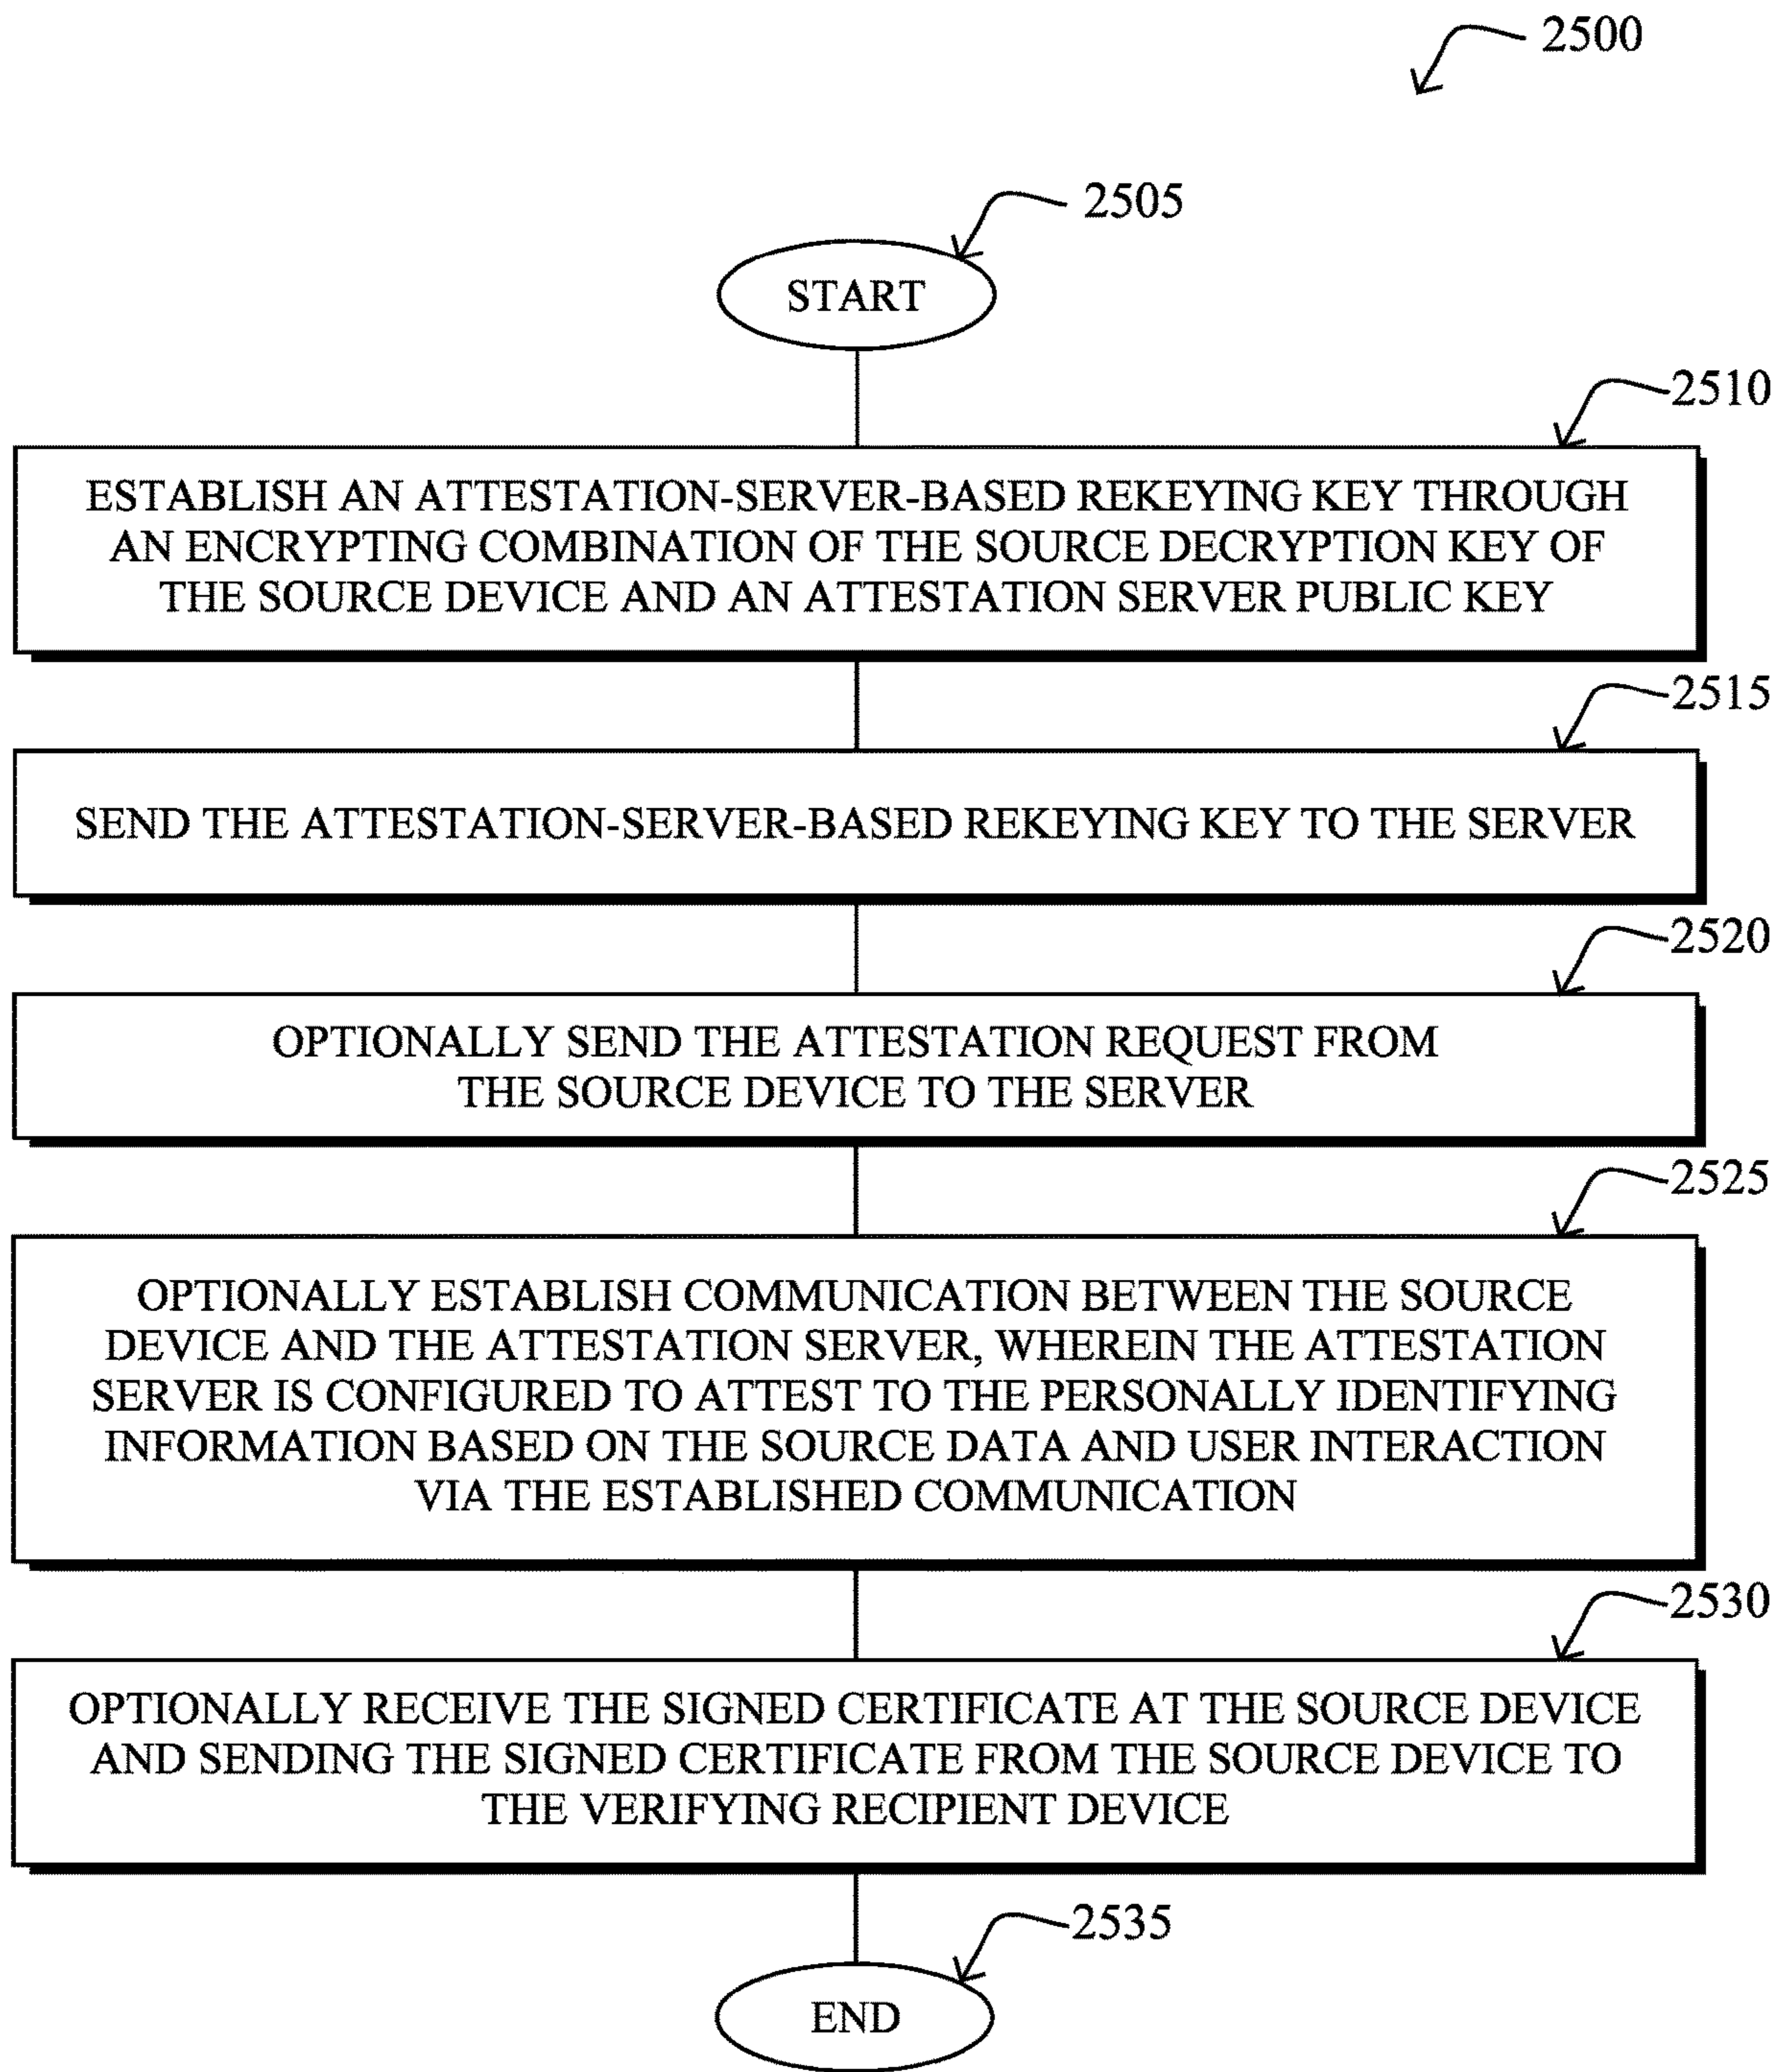 2500
2505
START
2510
ESTABLISH AN ATTESTATION-SERVER-BASED REKEYING KEY THROUGH
AN ENCRYPTING COMBINATION OF THE SOURCE DECRYPTION KEY OF
THE SOURCE DEVICE AND AN ATTESTATION SERVER PUBLIC KEY
2515
SEND THE ATTESTATION-SERVER-BASED REKEYING KEY TO THE SERVER
2520
OPTIONALLY SEND THE ATTESTATION REQUEST FROM
THE SOURCE DEVICE TO THE SERVER
2525
OPTIONALLY ESTABLISH COMMUNICATION BETWEEN THE SOURCE
DEVICE AND THE ATTESTATION SERVER, WHEREIN THE ATTESTATION
SERVER IS CONFIGURED TO ATTEST TO THE PERSONALLY IDENTIFYING
INFORMATION BASED ON THE SOURCE DATA AND USER INTERACTION
VIA THE ESTABLISHED COMMUNICATION
2530
OPTIONALLY RECEIVE THE SIGNED CERTIFICATE AT THE SOURCE DEVICE
AND SENDING THE SIGNED CERTIFICATE FROM THE SOURCE DEVICE TO
THE VERIFYING RECIPIENT DEVICE
2535
END